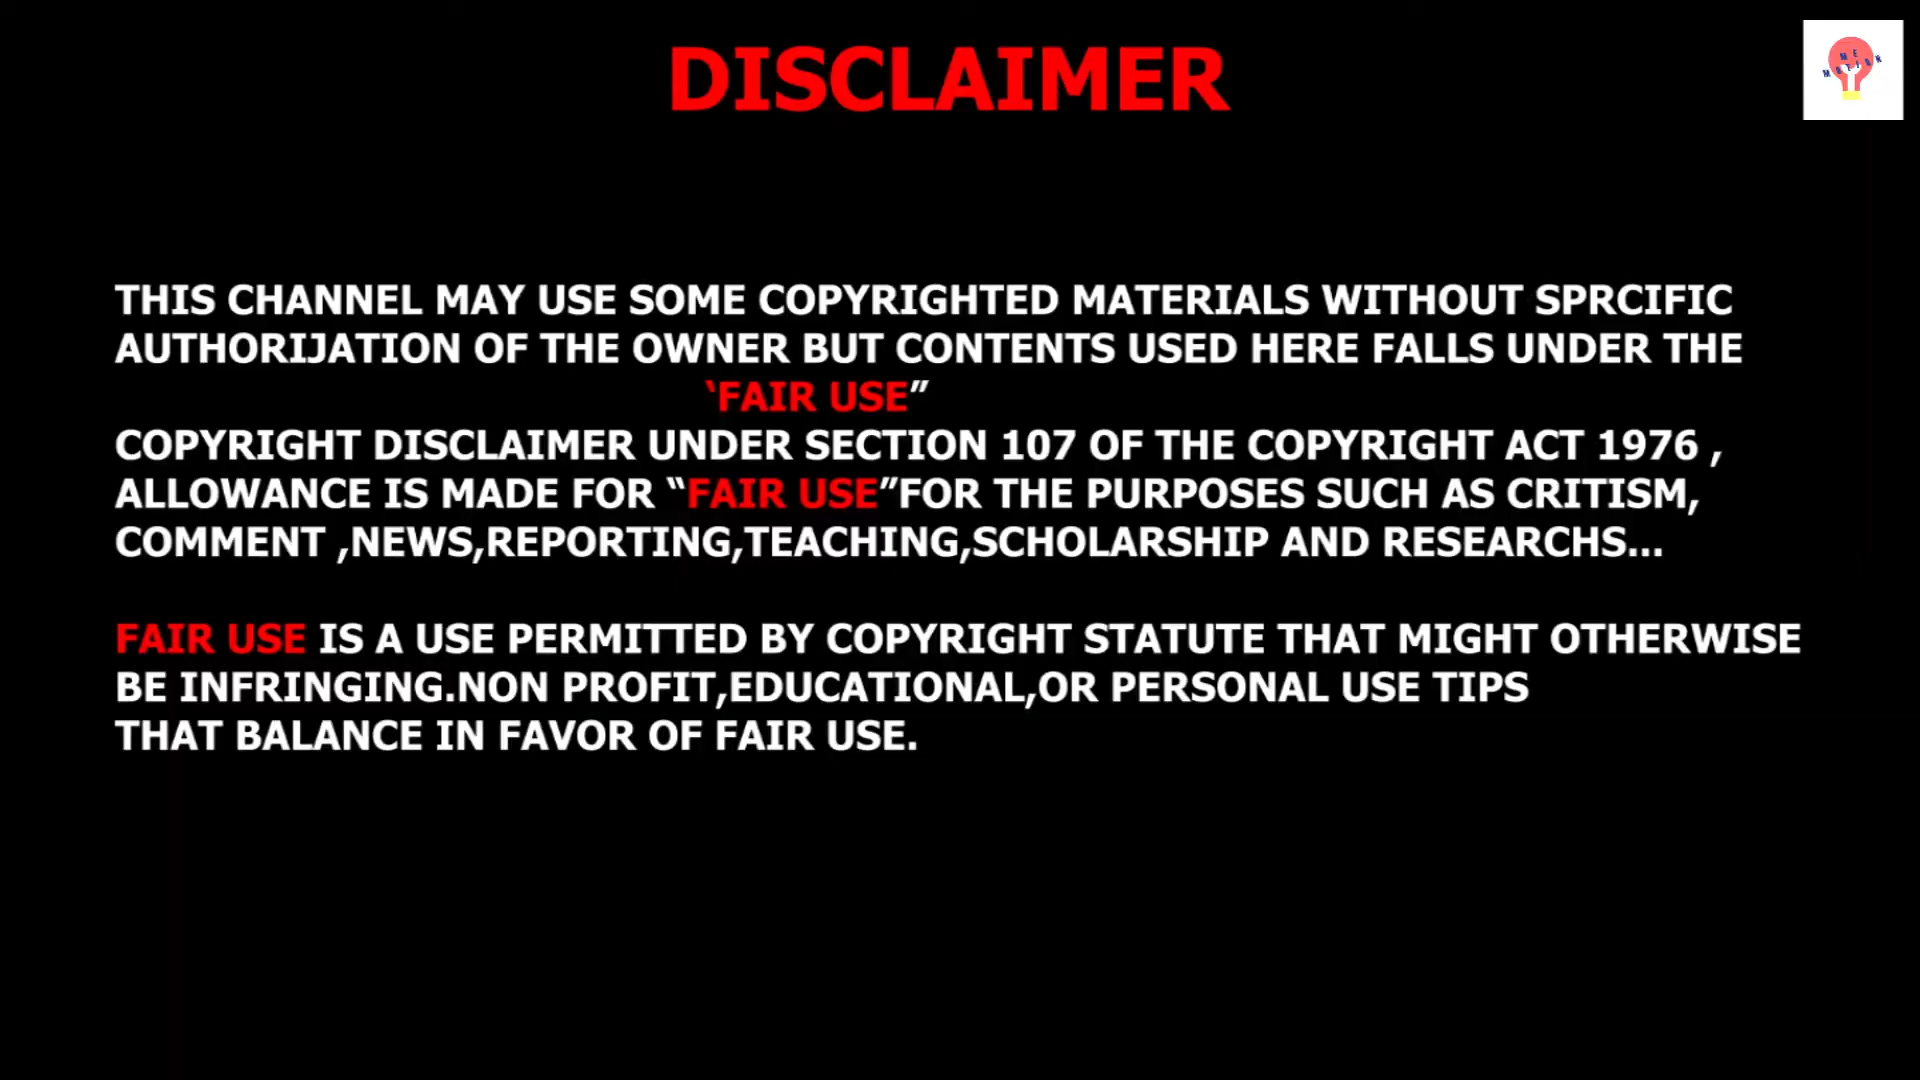 DISCLAIMER
ME
MOTION
THIS CHANNEL MAY USE SOME COPYRIGHTED MATERIALS WITHOUT SPRCIFIC
AUTHORIJATION OF THE OWNER BUT CONTENTS USED HERE FALLS UNDER THE
‘FAIR USE”
COPYRIGHT DISCLAIMER UNDER SECTION 107 OF THE COPYRIGHT ACT 1976 ,
ALLOWANCE IS MADE FOR “FAIR USE”FOR THE PURPOSES SUCH AS CRITISM,
COMMENT ,NEWS,REPORTING,TEACHING,SCHOLARSHIP AND RESEARCHS...
FAIR USE IS A USE PERMITTED BY COPYRIGHT STATUTE THAT MIGHT OTHERWISE
BE INFRINGING.NON PROFIT,EDUCATIONAL,OR PERSONAL USE TIPS
THAT BALANCE IN FAVOR OF FAIR USE.